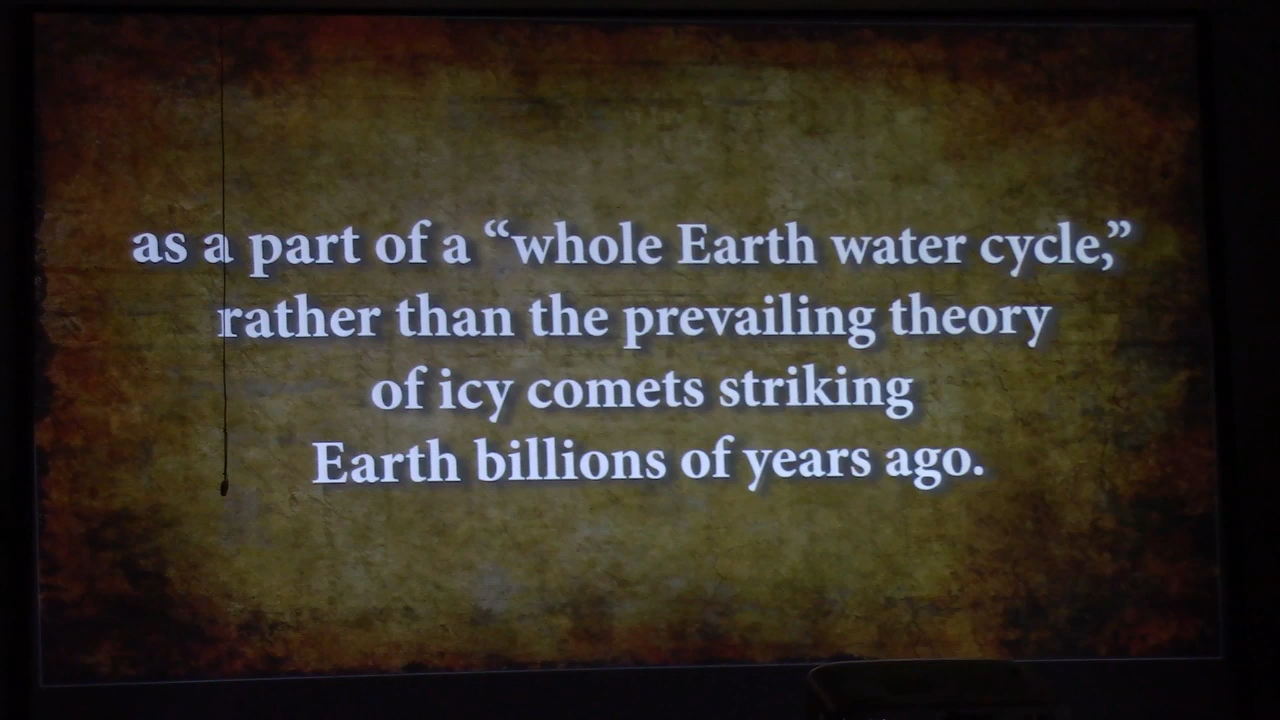 as a part of a “whole Earth water cycle,”
rather than the prevailing theory
of icy comets striking
Earth billions of years ago.